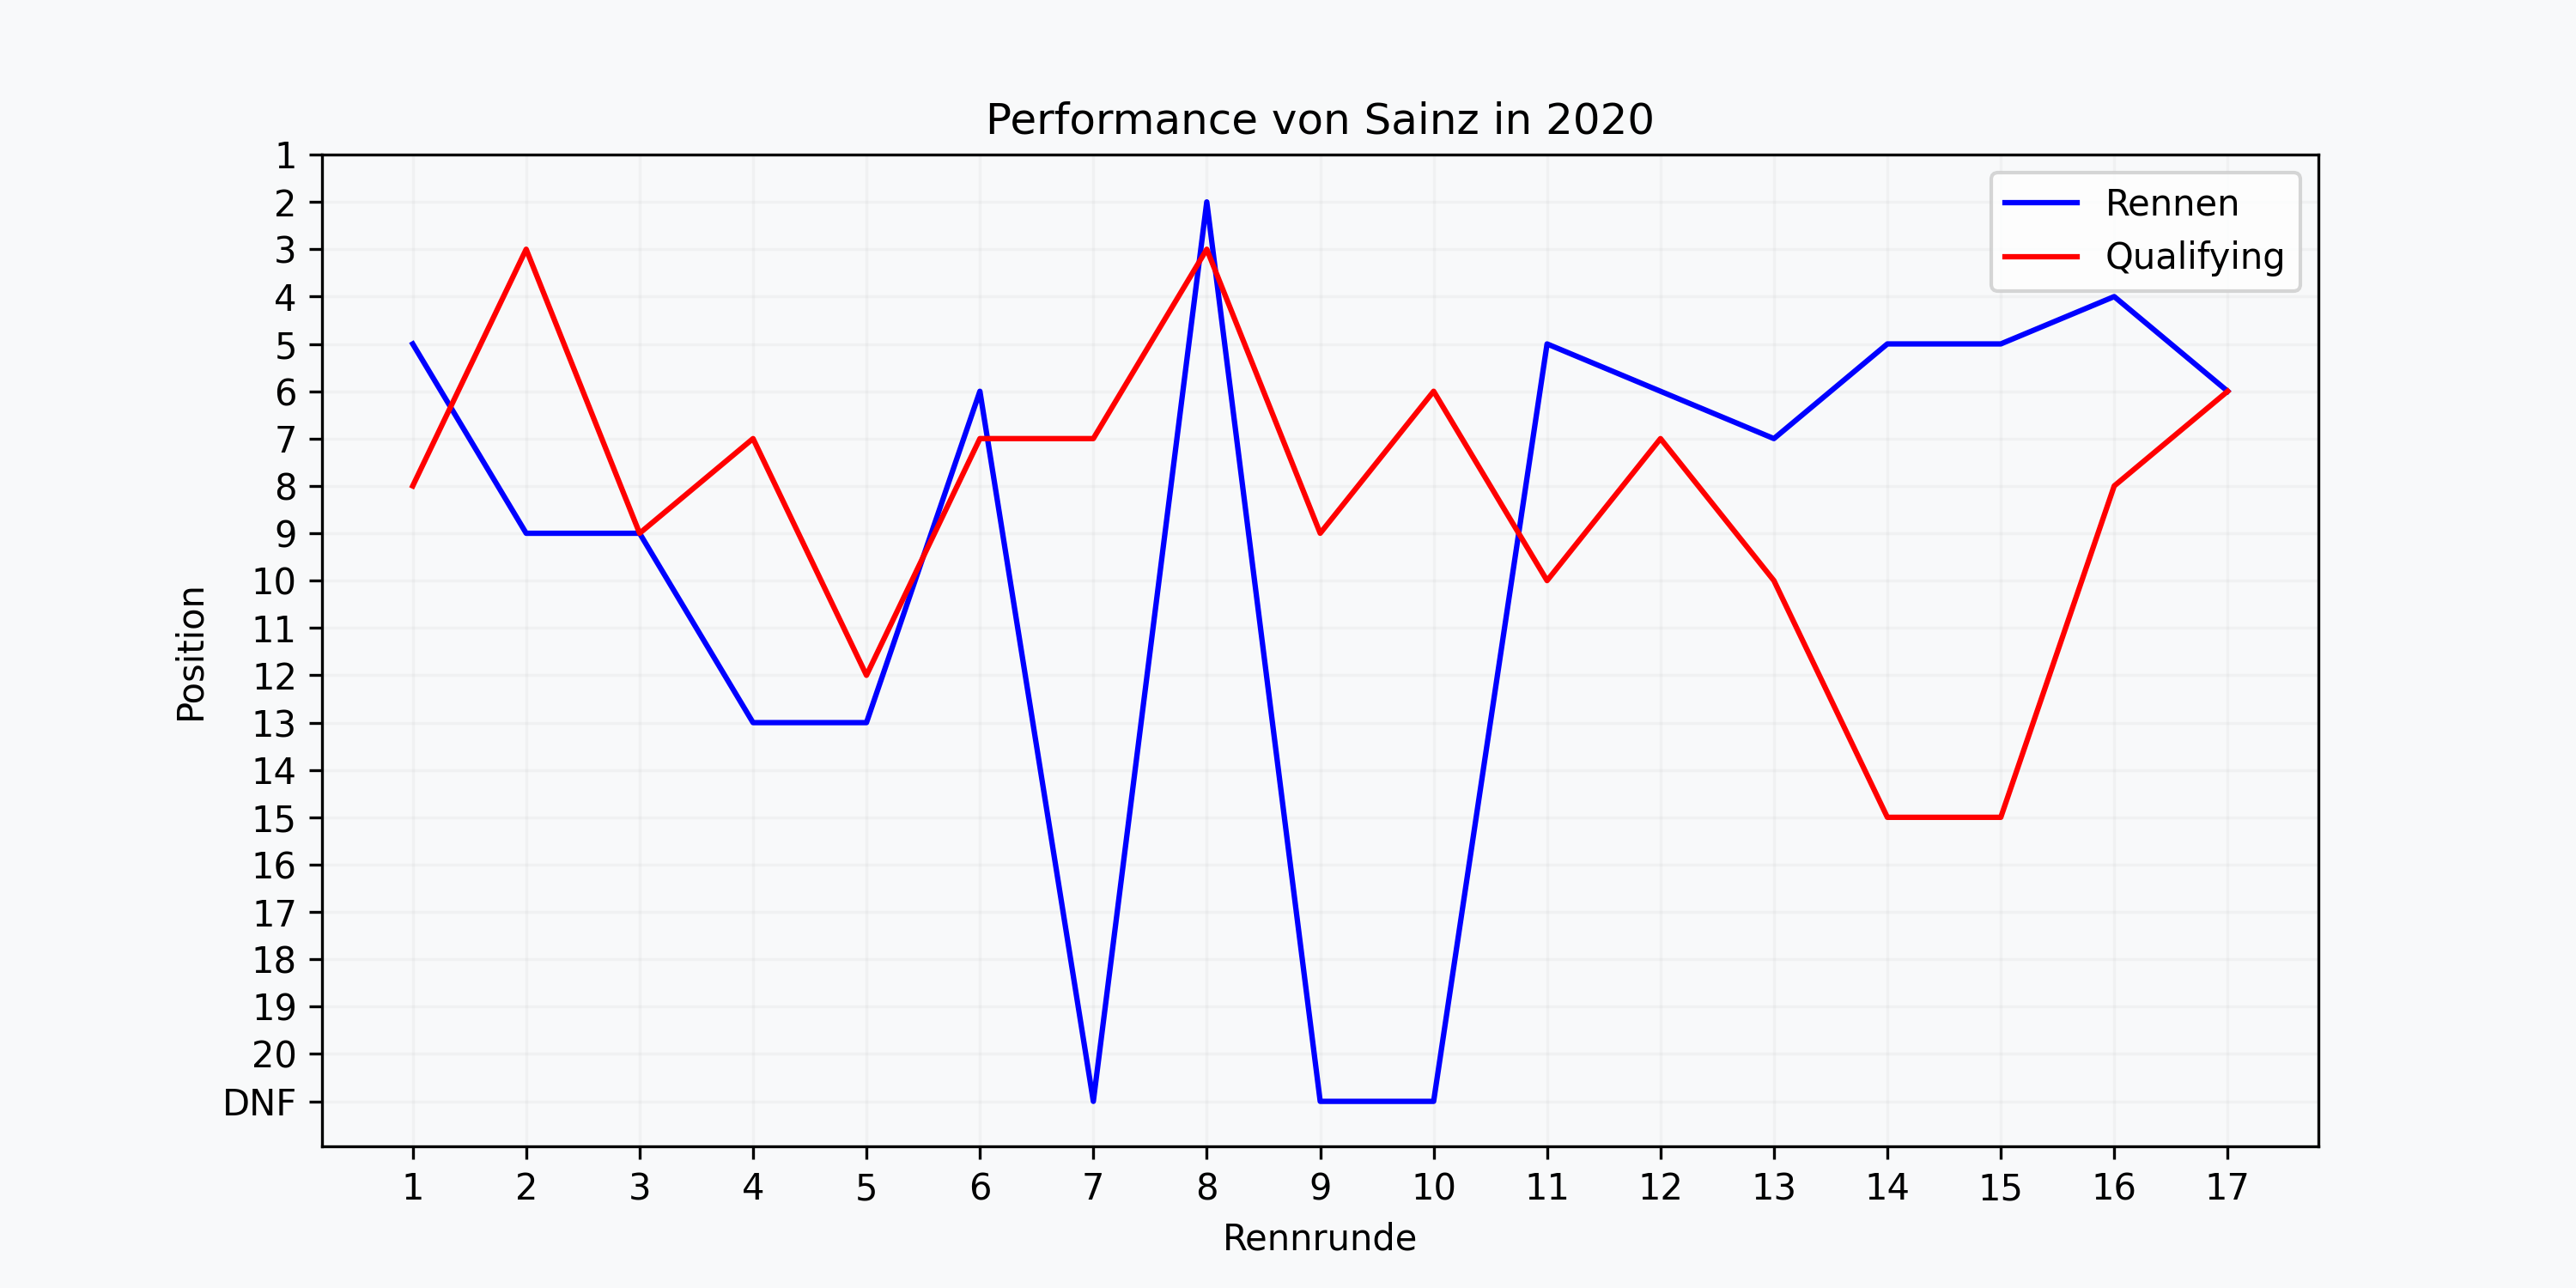 Performance von Sainz in 2020
Rennen
Qualifying
Position
1
2
3
4
5
6
7
8
9
10
11
12
13
14
15
16
17
18
19
20
DNF
1 2 3 4 5 6 7 8 9 10 11 12 13 14 15 16 17
Rennrunde